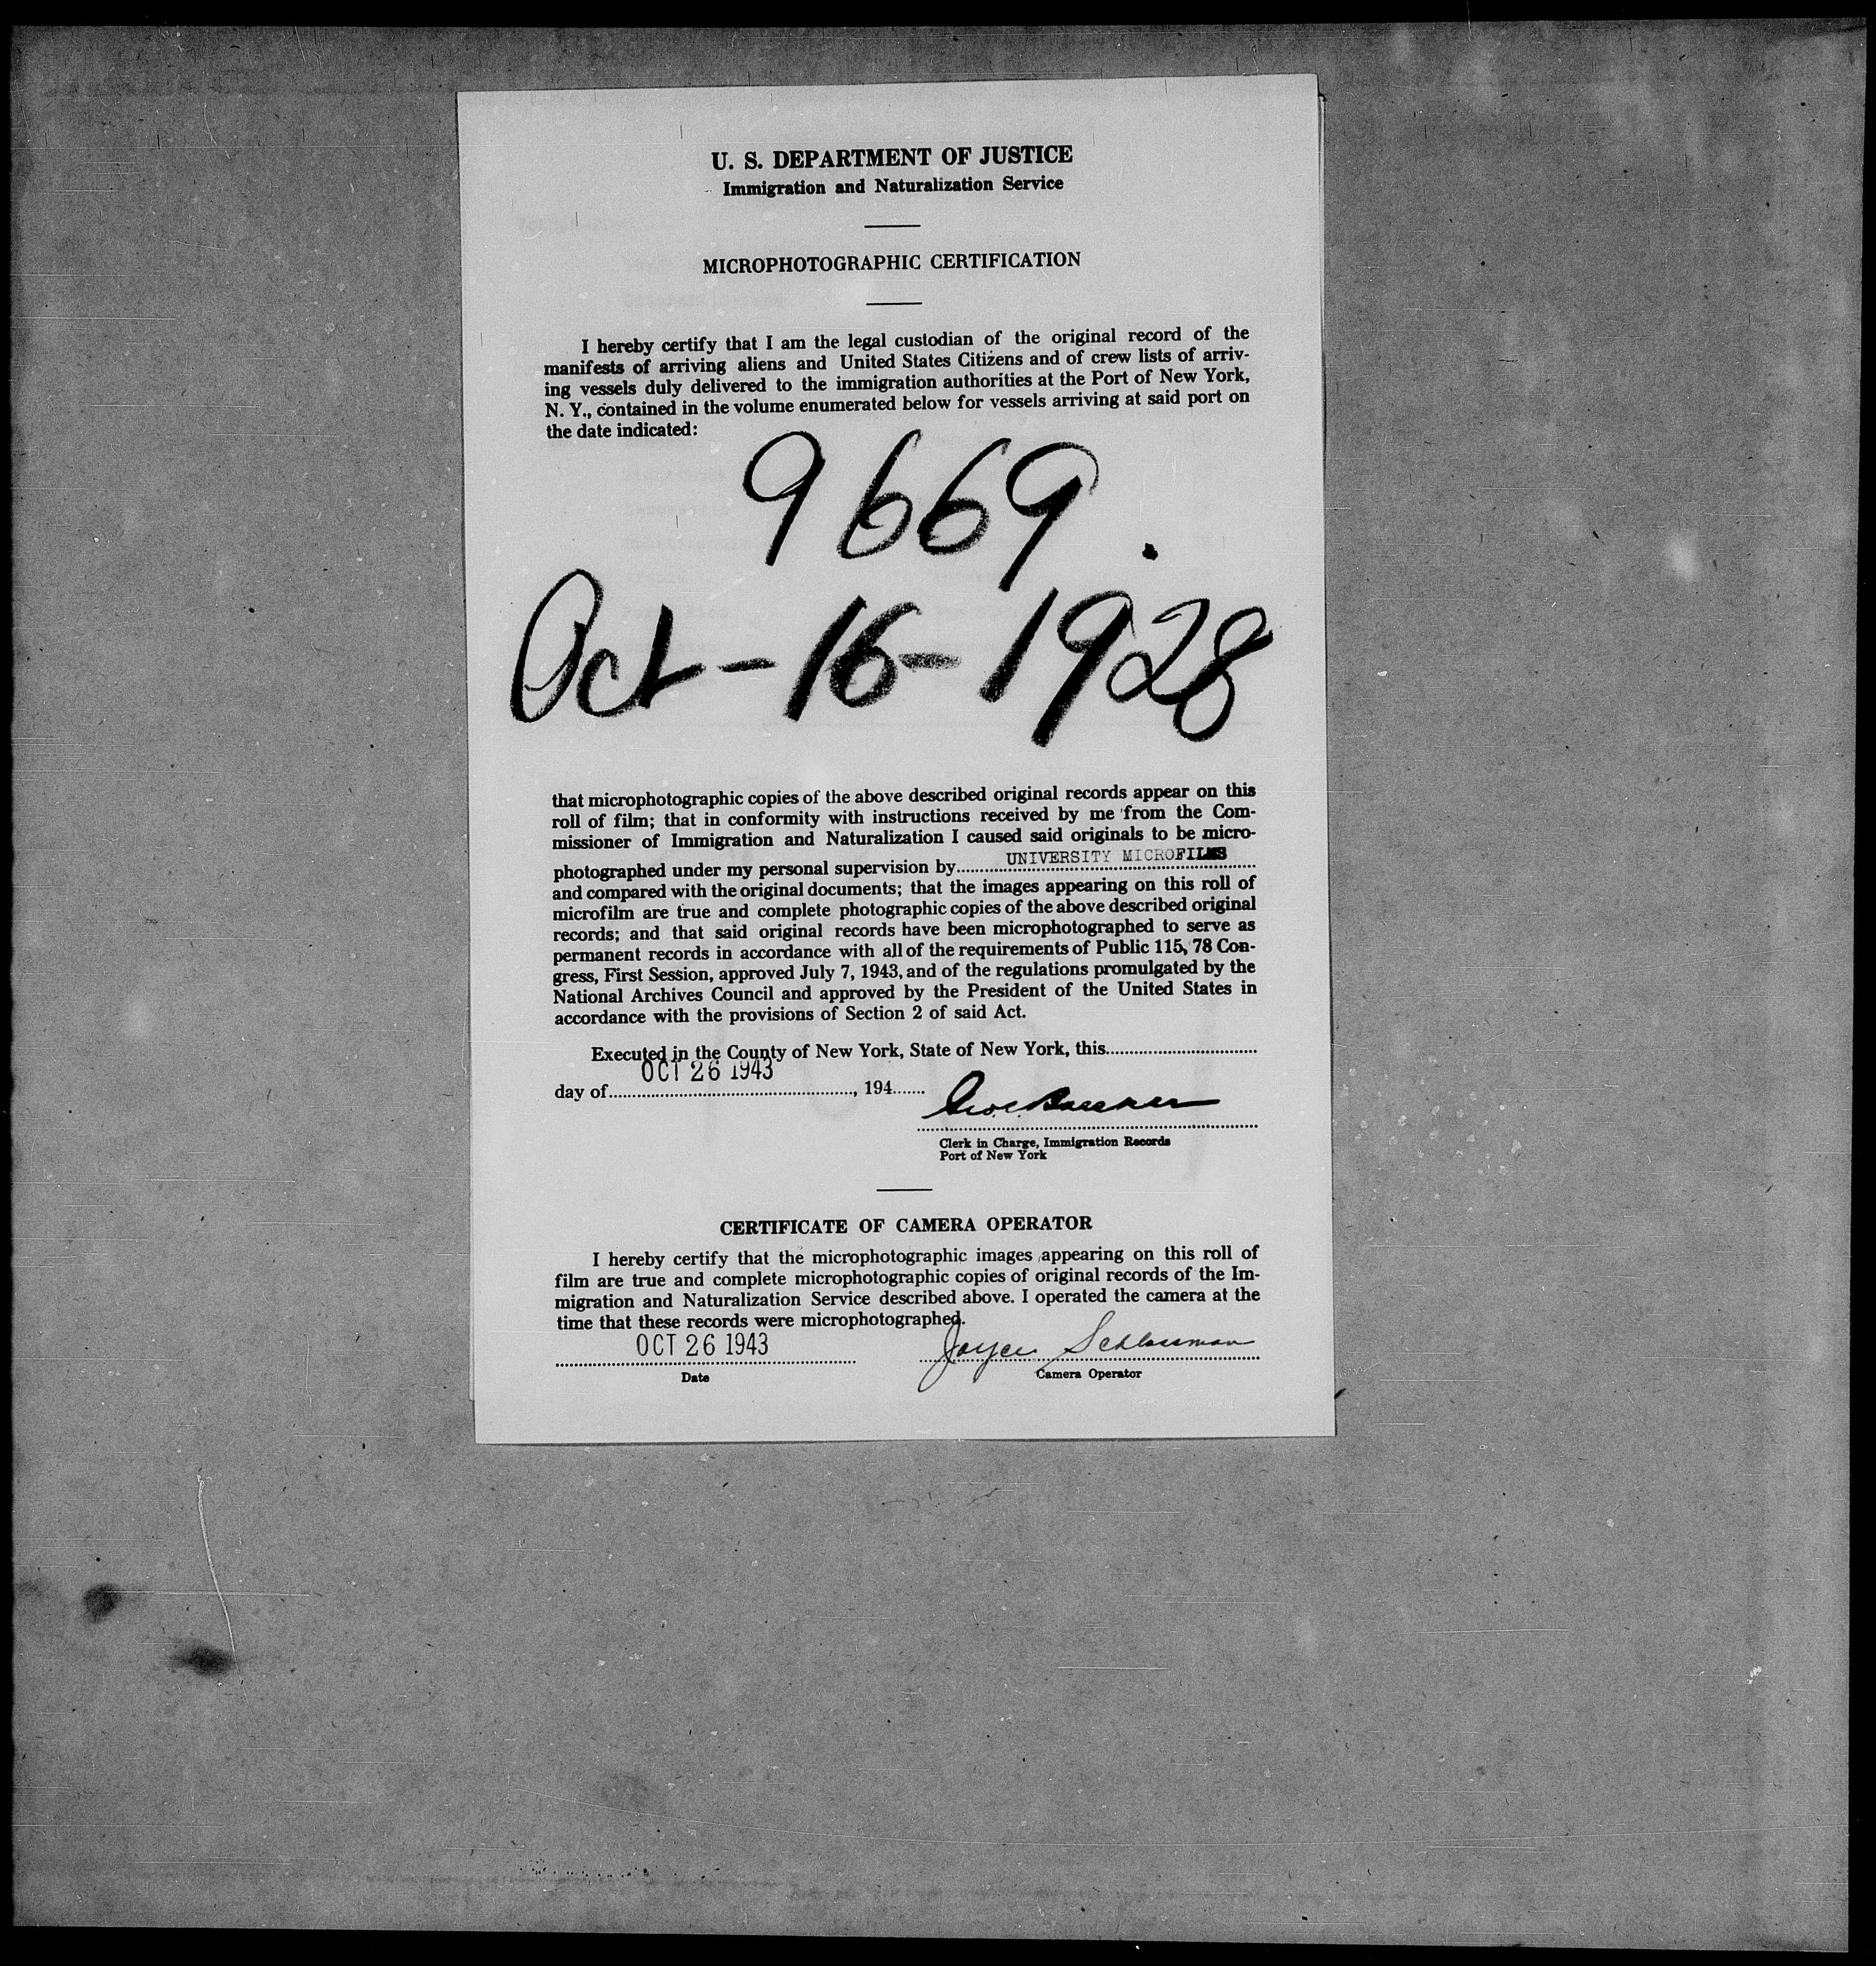 U. S. DEPARTMENT OF JUSTICE
Immigration and Naturalization Service
MICROPHOTOGRAPHIC CERTIFICATION
I hereby certify that I am the legal custodian of the original record of the
manifests of arriving aliens and United States Citizens and of crew lists of arriv-
ing vessels duly delivered to the immigration authorities at the Port of New York,
N. Y., contained in the volume enumerated below for vessels arriving at said port on
the date indicated:
9669.
Oct-16-1928
that microphotographic copies of the above described original records appear on this
roll of film; that in conformity with instructions received by me from the Com-
missioner of Immigration and Naturalization I caused said originals to be micro-
photographed under my personal supervision by UNIVERSITY MICROFILMS
and compared with the original documents; that the images appearing on this roll of
microfilm are true and complete photographic copies of the above described original
records; and that said original records have been microphotographed to serve as
permanent records in accordance with all of the requirements of Public 115, 78 Con-
gress, First Session, approved July 7, 1943, and of the regulations promulgated by the
National Archives Council and approved by the President of the United States in
accordance with the provisions of Section 2 of said Act.
Executed in the County of New York, State of New York, this
day of OCT 26 1943, 194
Clerk in Charge, Immigration Records
Port of New York
CERTIFICATE OF CAMERA OPERATOR
I hereby certify that the microphotographic images appearing on this roll of
film are true and complete microphotographic copies of original records of the Im-
migration and Naturalization Service described above. I operated the camera at the
time that these records were microphotographed.
OCT 26 1943 Joyce Schlossman
Date Camera Operator